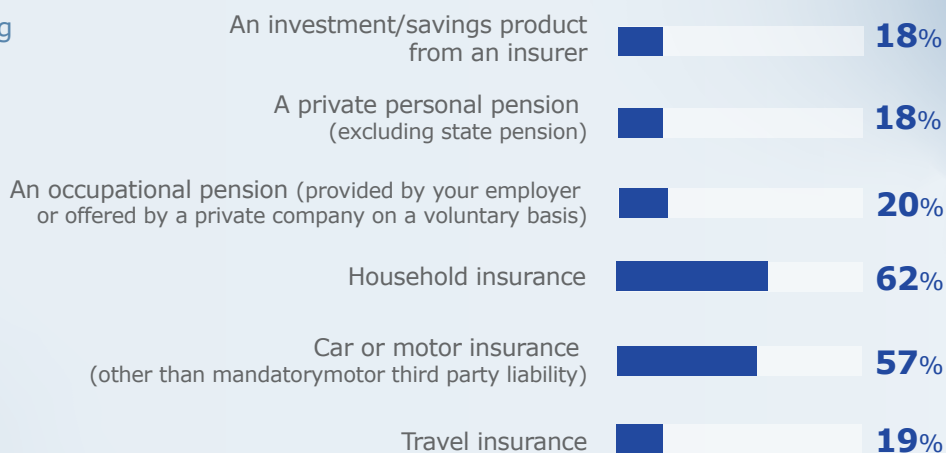 g
An investment/savings product
from an insurer
18%
A private personal pension
(excluding state pension)
18%
An occupational pension (provided by your employer
or offered by a private company on a voluntary basis)
20%
Household insurance
62%
Car or motor insurance
(other than mandatorymotor third party liability)
57%
Travel insurance
19%